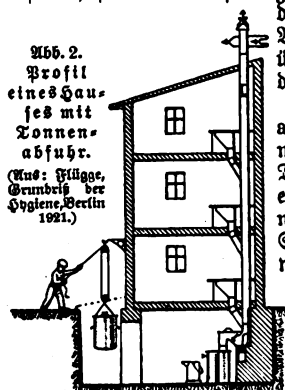 Abb. 2.
Profil
eines Hau-
ses mit
Tonnen-
abfuhr.
(Aus: Flügge,
Grundriß der
Hygiene, Berlin
1921.)